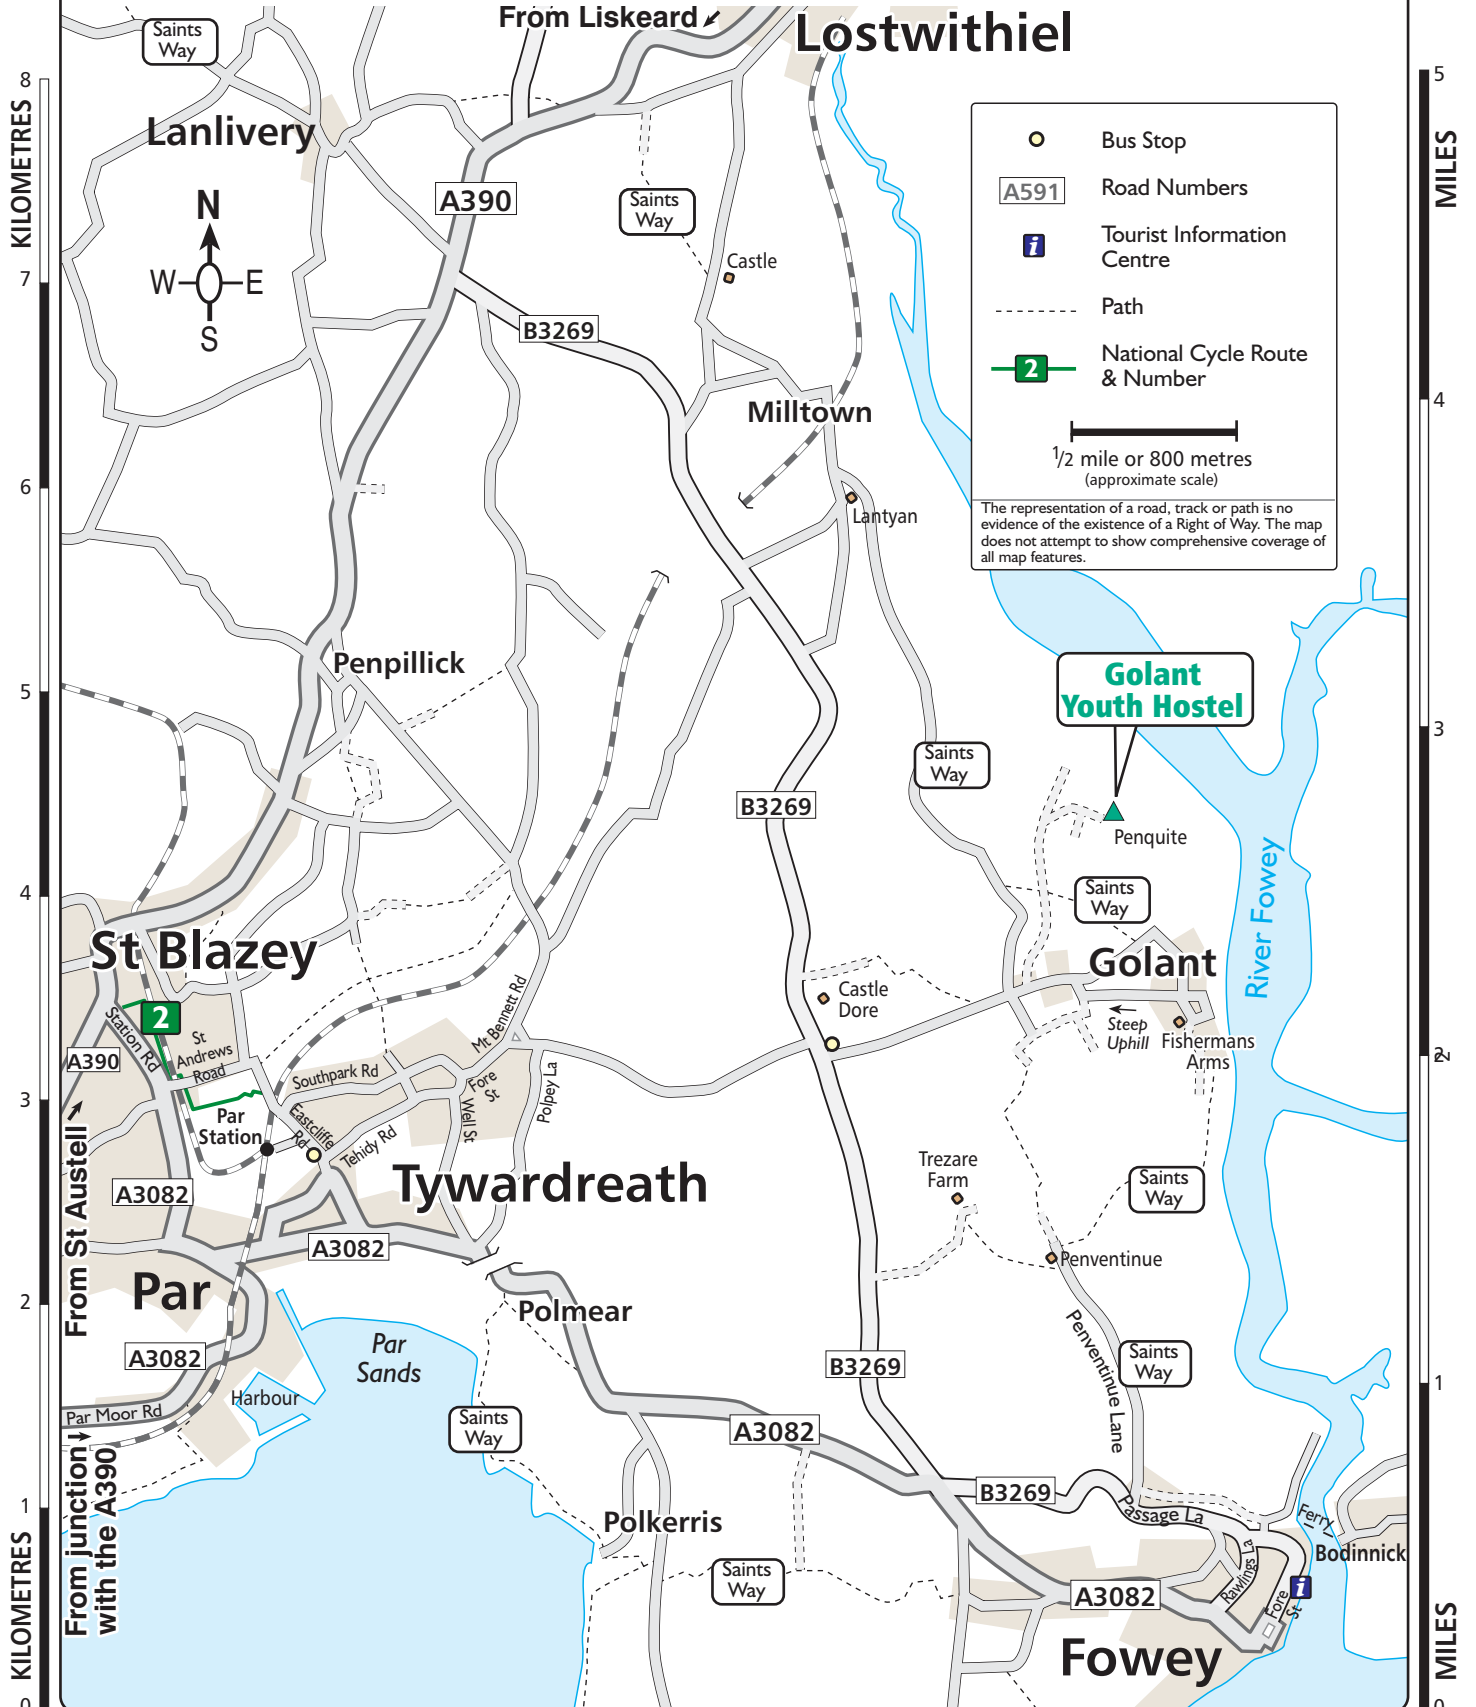 From Liskeard
Lostwithiel
Saints
Way
8
5
KILOMETRES
MILES
Lanlivery
N
W
E
S
A390
Saints
Way
Castle
7
B3269
Bus Stop
A591
Road Numbers
i
Tourist Information
Centre
Path
2
National Cycle Route
& Number
1/2 mile or 800 metres
(approximate scale)
The representation of a road, track or path is no
evidence of the existence of a Right of Way. The map
does not attempt to show comprehensive coverage of
all map features.
Milltown
4
6
Lantyan
Penpillick
5
Golant
Youth Hostel
3
Saints
Way
B3269
Penquite
4
Saints
Way
River Fowey
St Blazey
Golant
2
Castle
Dore
Station Rd
St
Andrews
Road
Mt Bennett Rd
Steep
Uphill
Fishermans
Arms
A390
2
Southpark Rd
Fore
St
Well St
Polpey La
3
Par
Station
Eastcliffe
Rd
Tehidy Rd
From St Austell
Tywardreath
Trezare
Farm
Saints
Way
A3082
A3082
Penventinue
Par
2
Polmear
Penventinue Lane
Par
Sands
A3082
B3269
Saints
Way
1
Harbour
Par Moor Rd
Saints
Way
A3082
From junction
with the A390
B3269
1
Passage La
Polkerris
Ferry
Bodinnick
Rawlings La
Saints
Way
A3082
Fore
St
i
KILOMETRES
MILES
Fowey
0
0